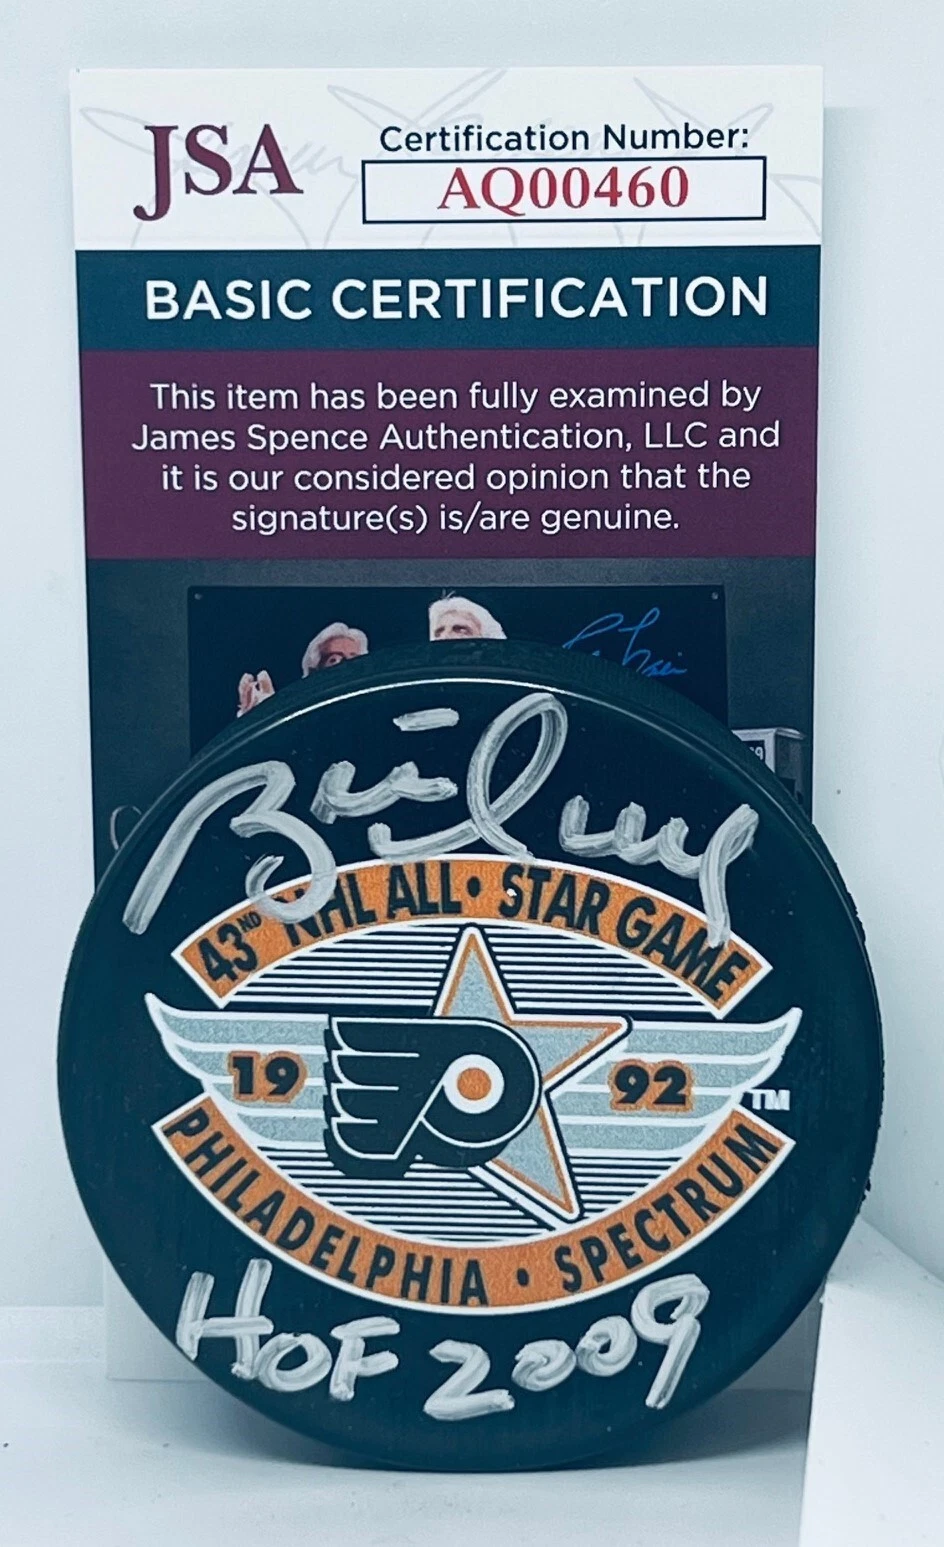 JSA
Certification Number:
AQ00460
BASIC CERTIFICATION
This item has been fully examined by
James Spence Authentication, LLC and
it is our considered opinion that the
signature(s) is/are genuine.
43ND NHL ALL • STAR GAME
19 92
TM
PHILADELPHIA • SPECTRUM
HOF 2009